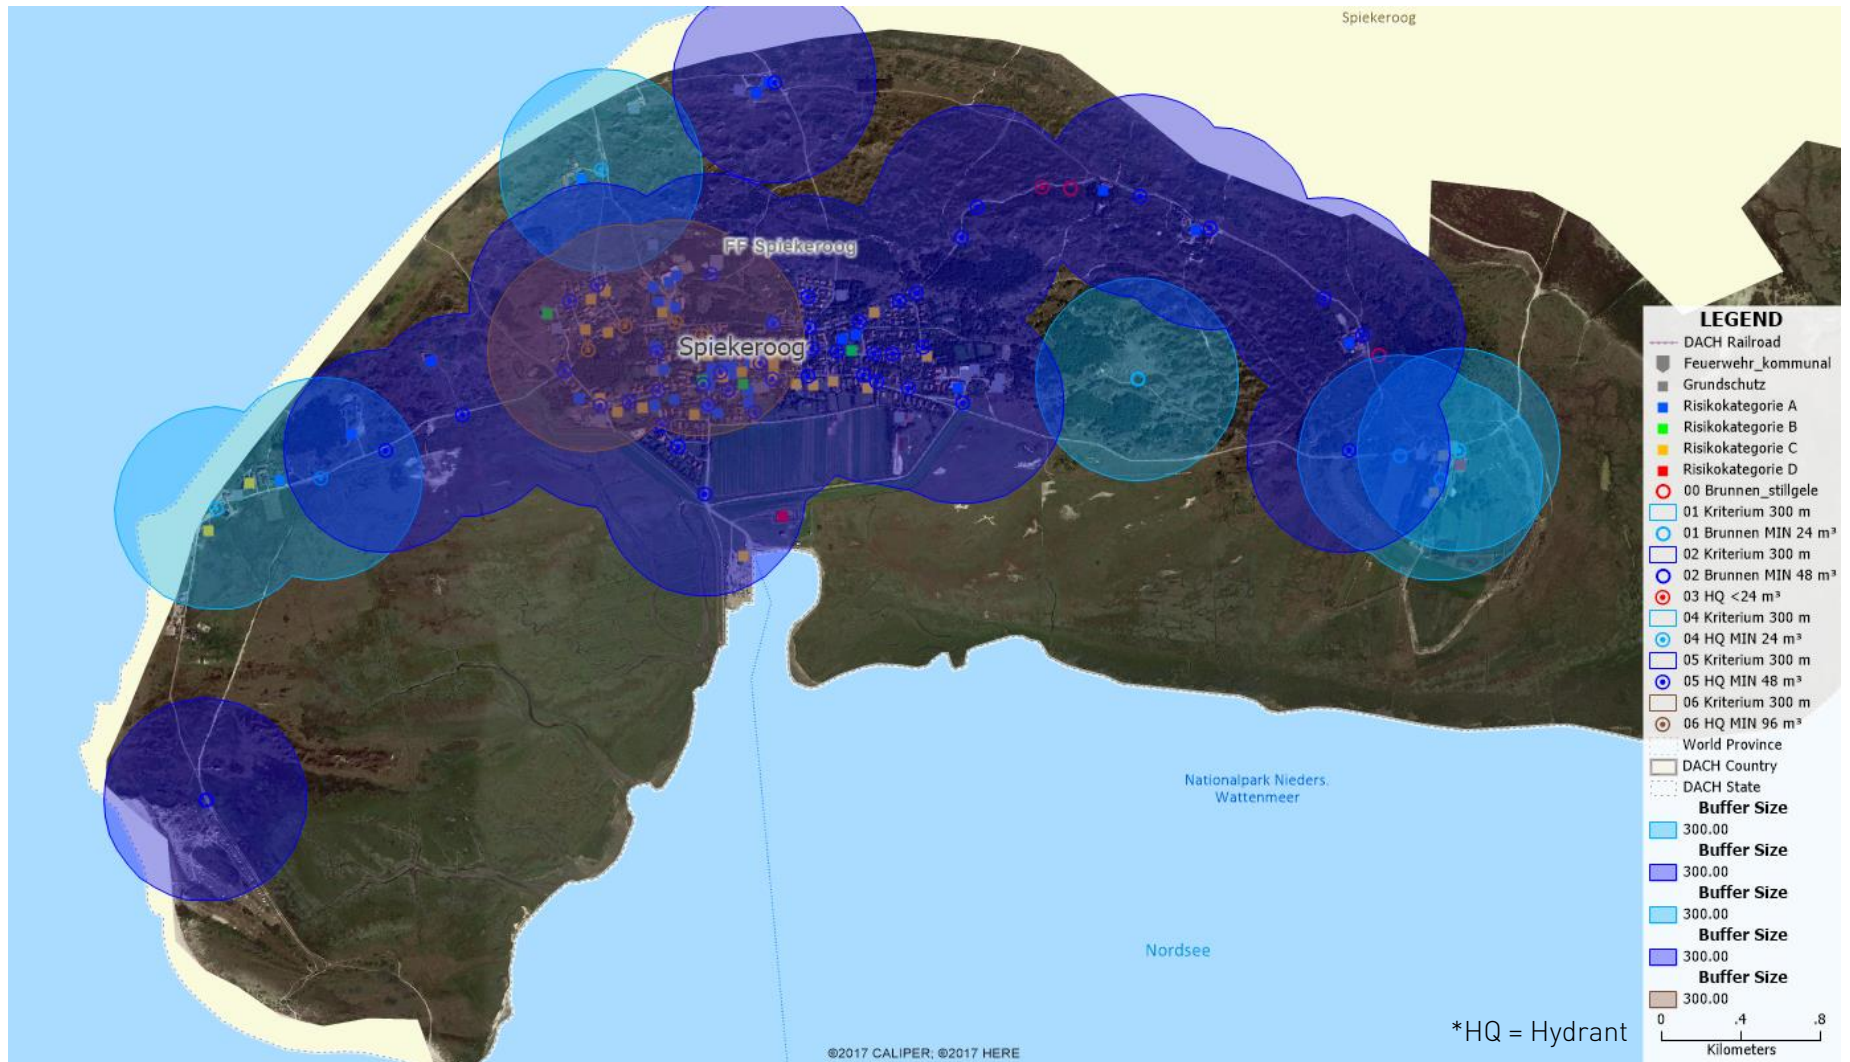 Spiekeroog
FF Spiekeroog
Spiekeroog
Nationalpark Nieders.
Wattenmeer
Nordsee
LEGEND
DACH Railroad
Feuerwehr_kommunal
Grundschutz
Risikokategorie A
Risikokategorie B
Risikokategorie C
Risikokategorie D
00 Brunnen_stillgele
01 Kriterium 300 m
01 Brunnen MIN 24 m³
02 Kriterium 300 m
02 Brunnen MIN 48 m³
03 HQ <24 m³
04 Kriterium 300 m
04 HQ MIN 24 m³
05 Kriterium 300 m
05 HQ MIN 48 m³
06 Kriterium 300 m
06 HQ MIN 96 m³
World Province
DACH Country
DACH State
Buffer Size
300.00
Buffer Size
300.00
Buffer Size
300.00
Buffer Size
300.00
Buffer Size
300.00
0 .4 .8
Kilometers
*HQ = Hydrant
©2017 CALIPER; ©2017 HERE